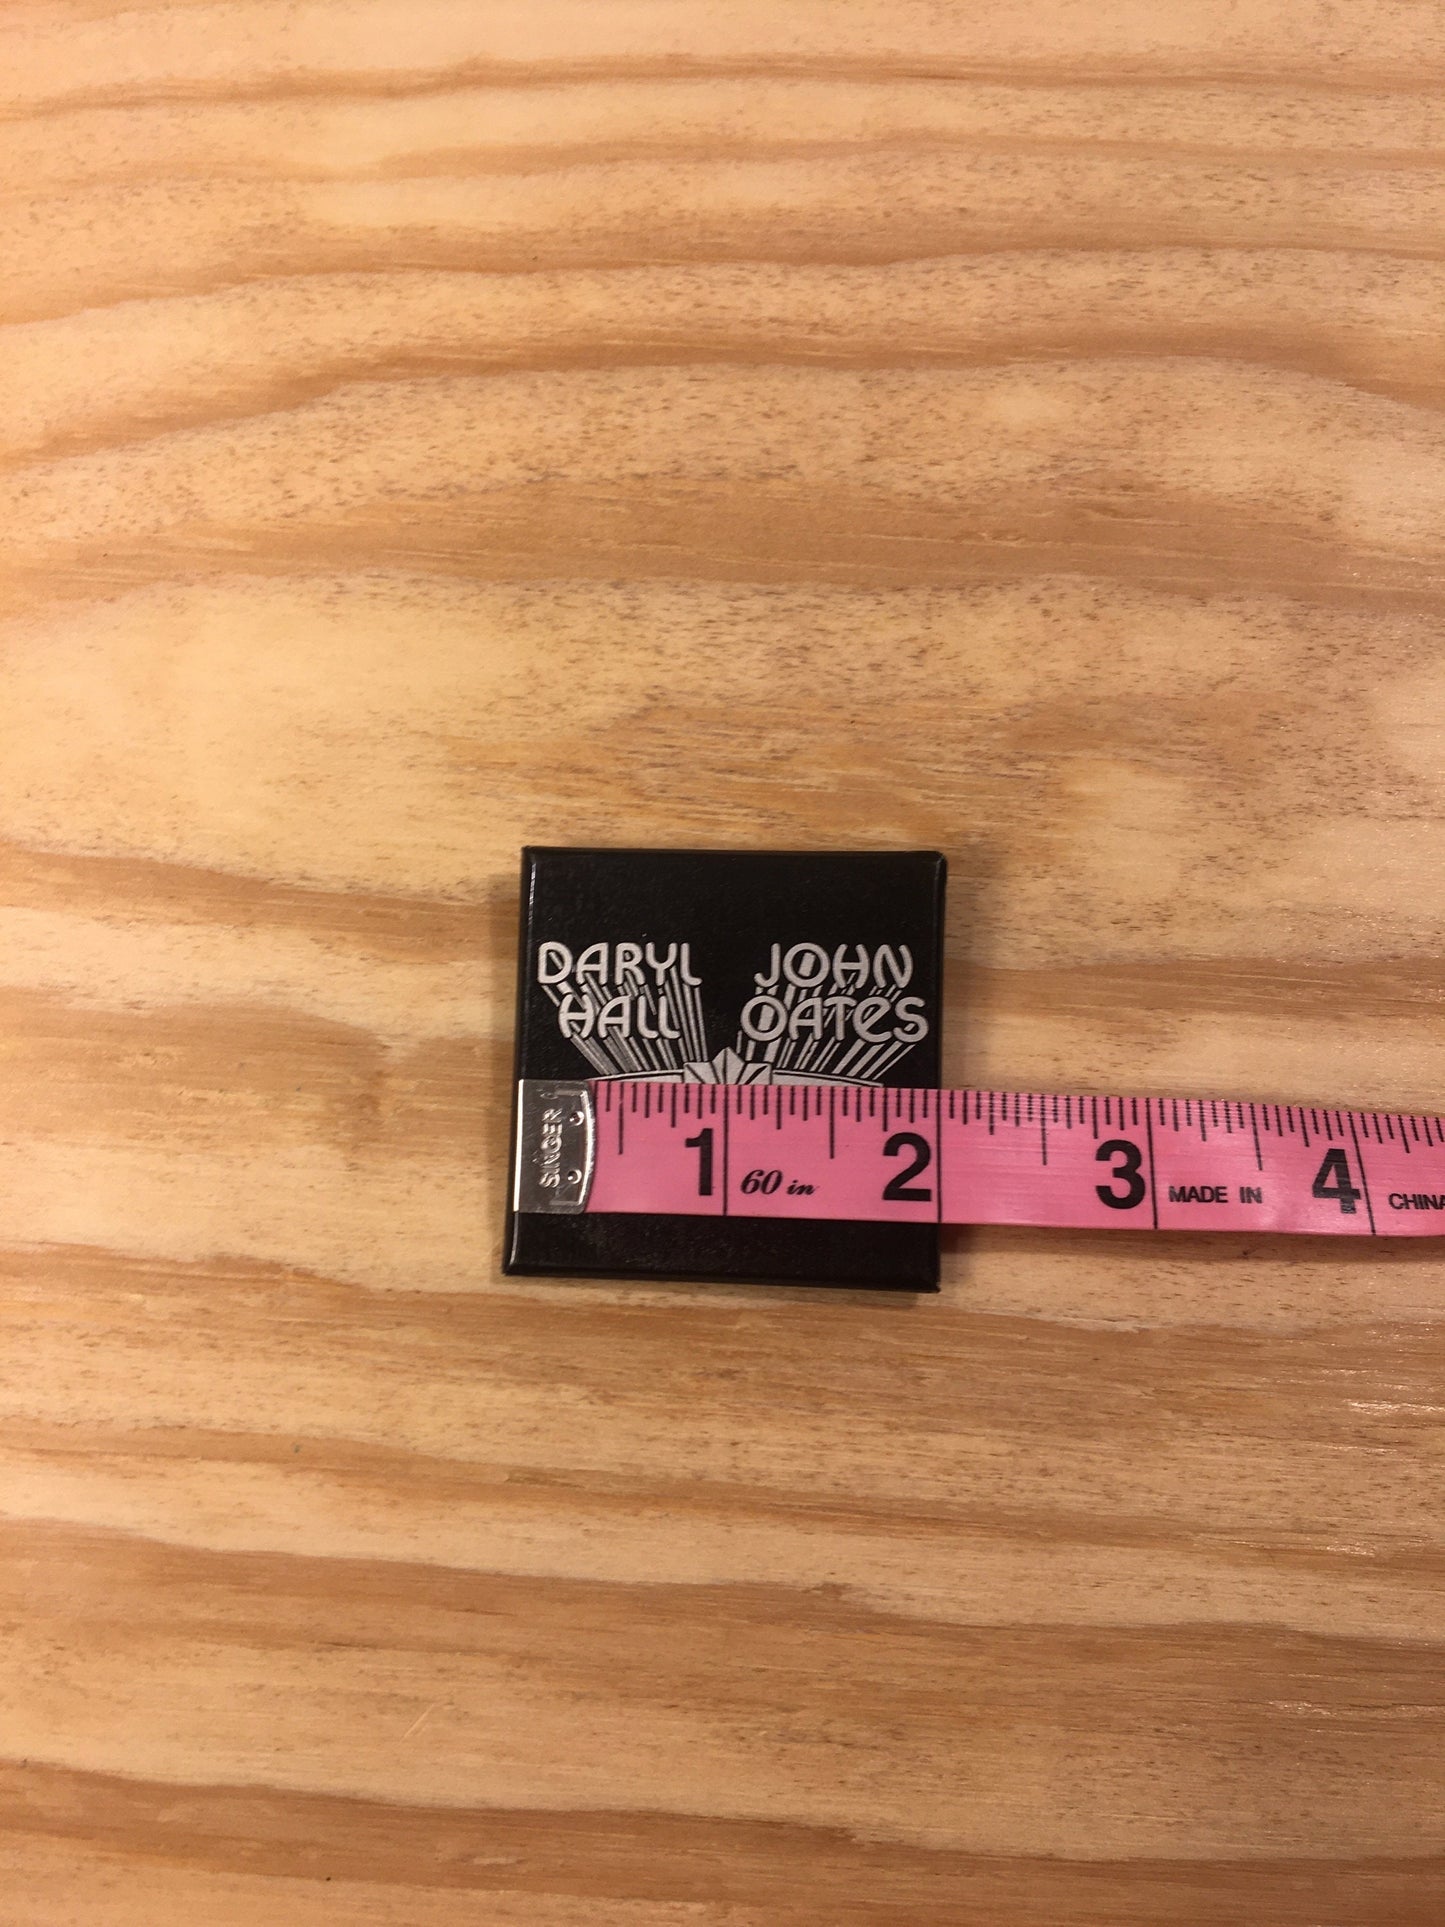 DARYL JOHN
HALL OATES
SINGER 1 60 in 2 3 MADE IN 4 CHINA